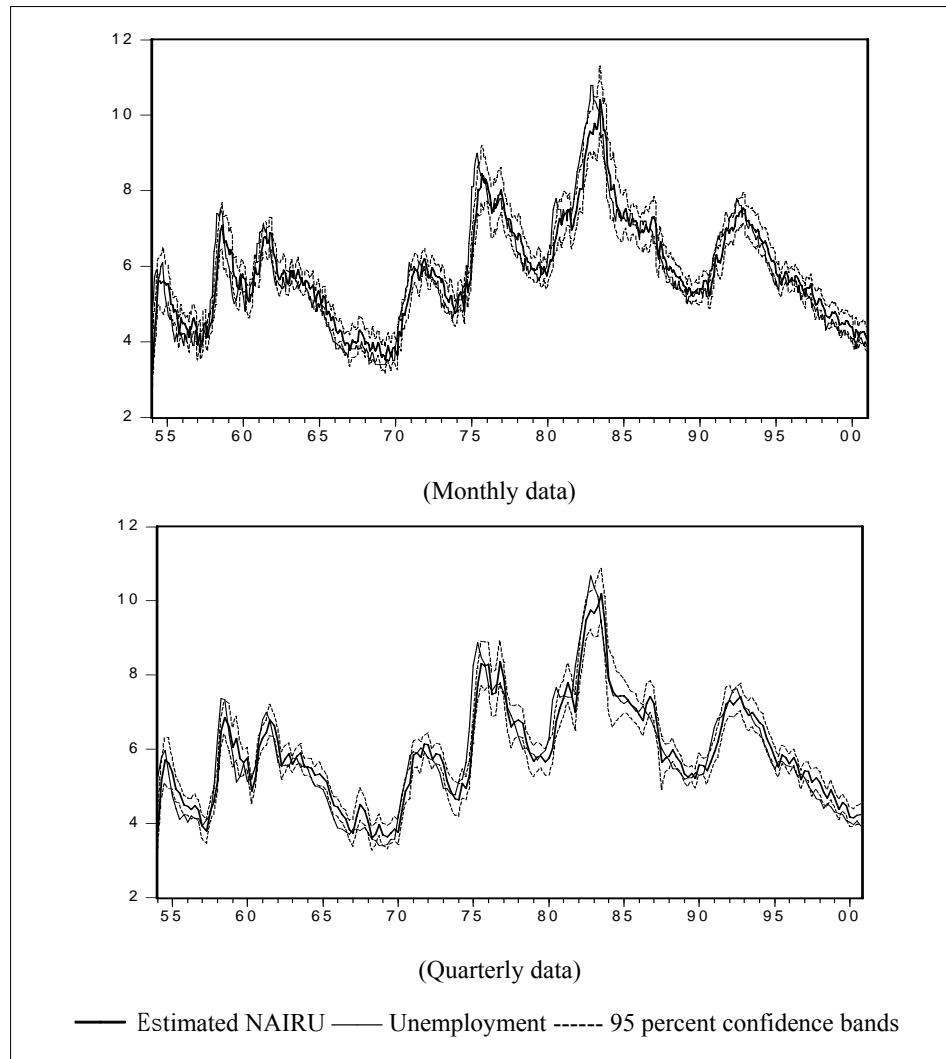 12
10
8
6
4
2
55 60 65 70 75 80 85 90 95 00
(Monthly data)
12
10
8
6
4
2
55 60 65 70 75 80 85 90 95 00
(Quarterly data)
Estimated NAIRU Unemployment 95 percent confidence bands